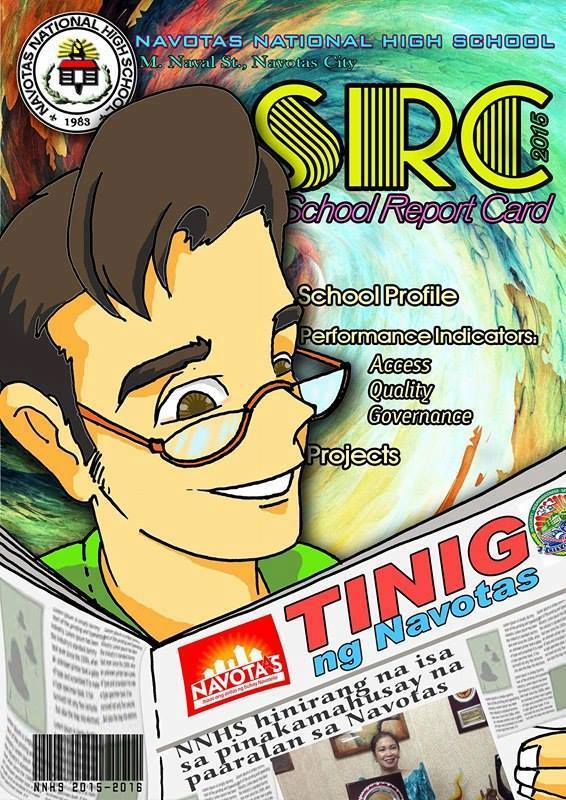 NAVOTAS NATIONAL HIGH SCHOOL
1983
NAVOTAS NATIONAL HIGH SCHOOL
M. Naval St., Navotas City
SRC
2015
School Report Card
School Profile
Performance Indicators:
Access
Quality
Governance
Projects
TINIG
ng Navotas
NAVOTA'S
NNHS hinirang na isa
sa pinakamahusay na
paaralan sa Navotas
NNHS 2015-2016